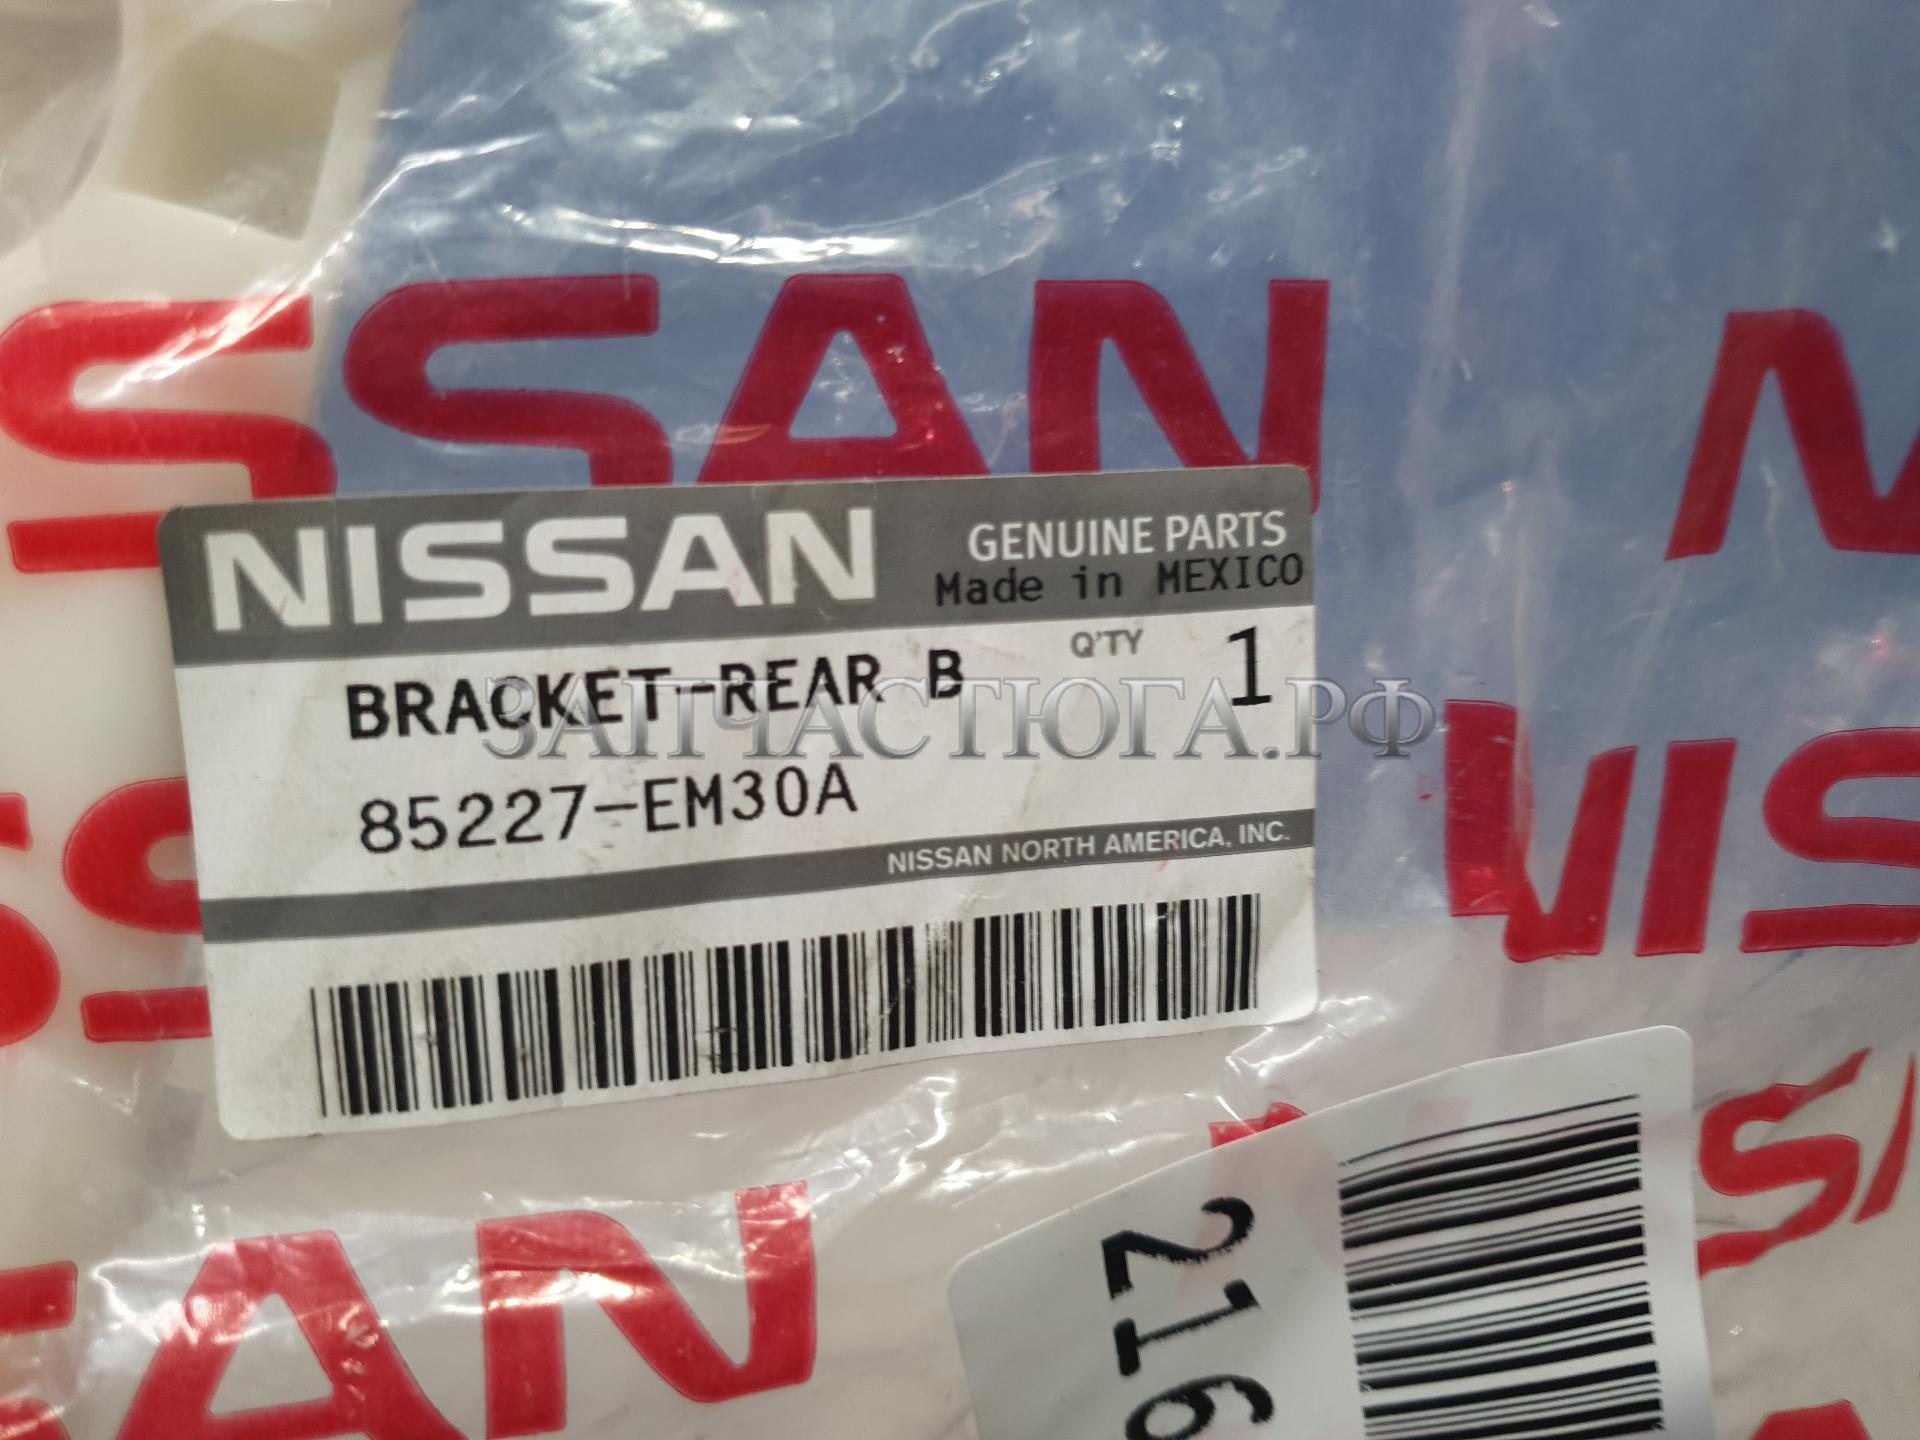 SSAN
NISSAN
GENUINE PARTS
Made in MEXICO
BRACKET-REAR B
Q'TY 1
ЗАПЧАСТЮГА.РФ
85227-EM30A
NISSAN NORTH AMERICA, INC.
NIS
SAN
216